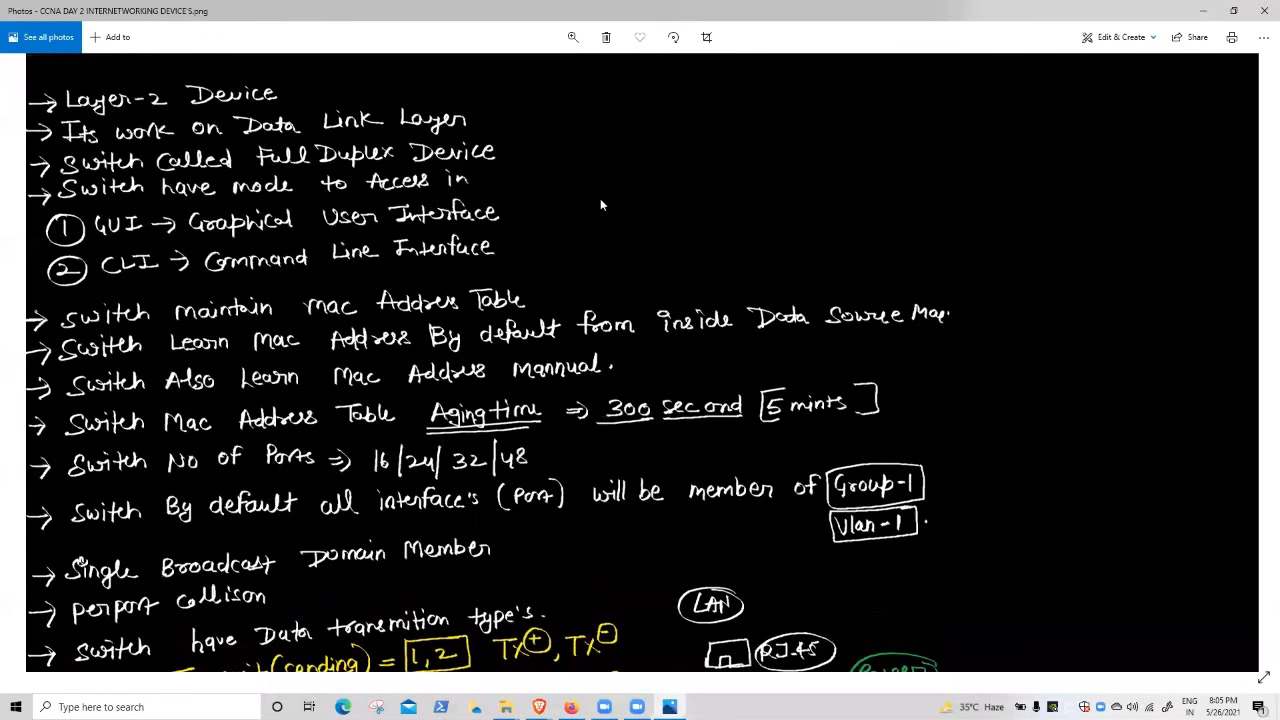 Photos - CCNA DAY 2 INTERNETWORKING DEVICE'S.png
See all photos
Add to
Edit & Create
Share
→ Layer-2 Device
→ Its work on Data Link Layer
→ Switch Called Full Duplex Device
→ Switch have mode to Access in
① GUI → Graphical User Interface
② CLI → Command Line Interface
→ Switch maintain Mac Address Table
→ Switch Learn Mac Address By default from inside Data Sourse Mac.
→ Switch Also Learn Mac Address Mannual.
→ Switch Mac Address Table Aging time ⇒ 300 second [5 mints]
→ Switch No of Ports ⇒ 16/24/32/48
→ Switch By default all interface's (Port) will be member of Group-1
Vlan-1.
→ Single Broadcast Domain Member
→ perport Collison
LAN
→ Switch have Data transmition type's.
(sending) = 1,2 Tx+, Tx-
RJ45
Type here to search
35°C Haze
ENG
IN
8:05 PM
5/26/2021